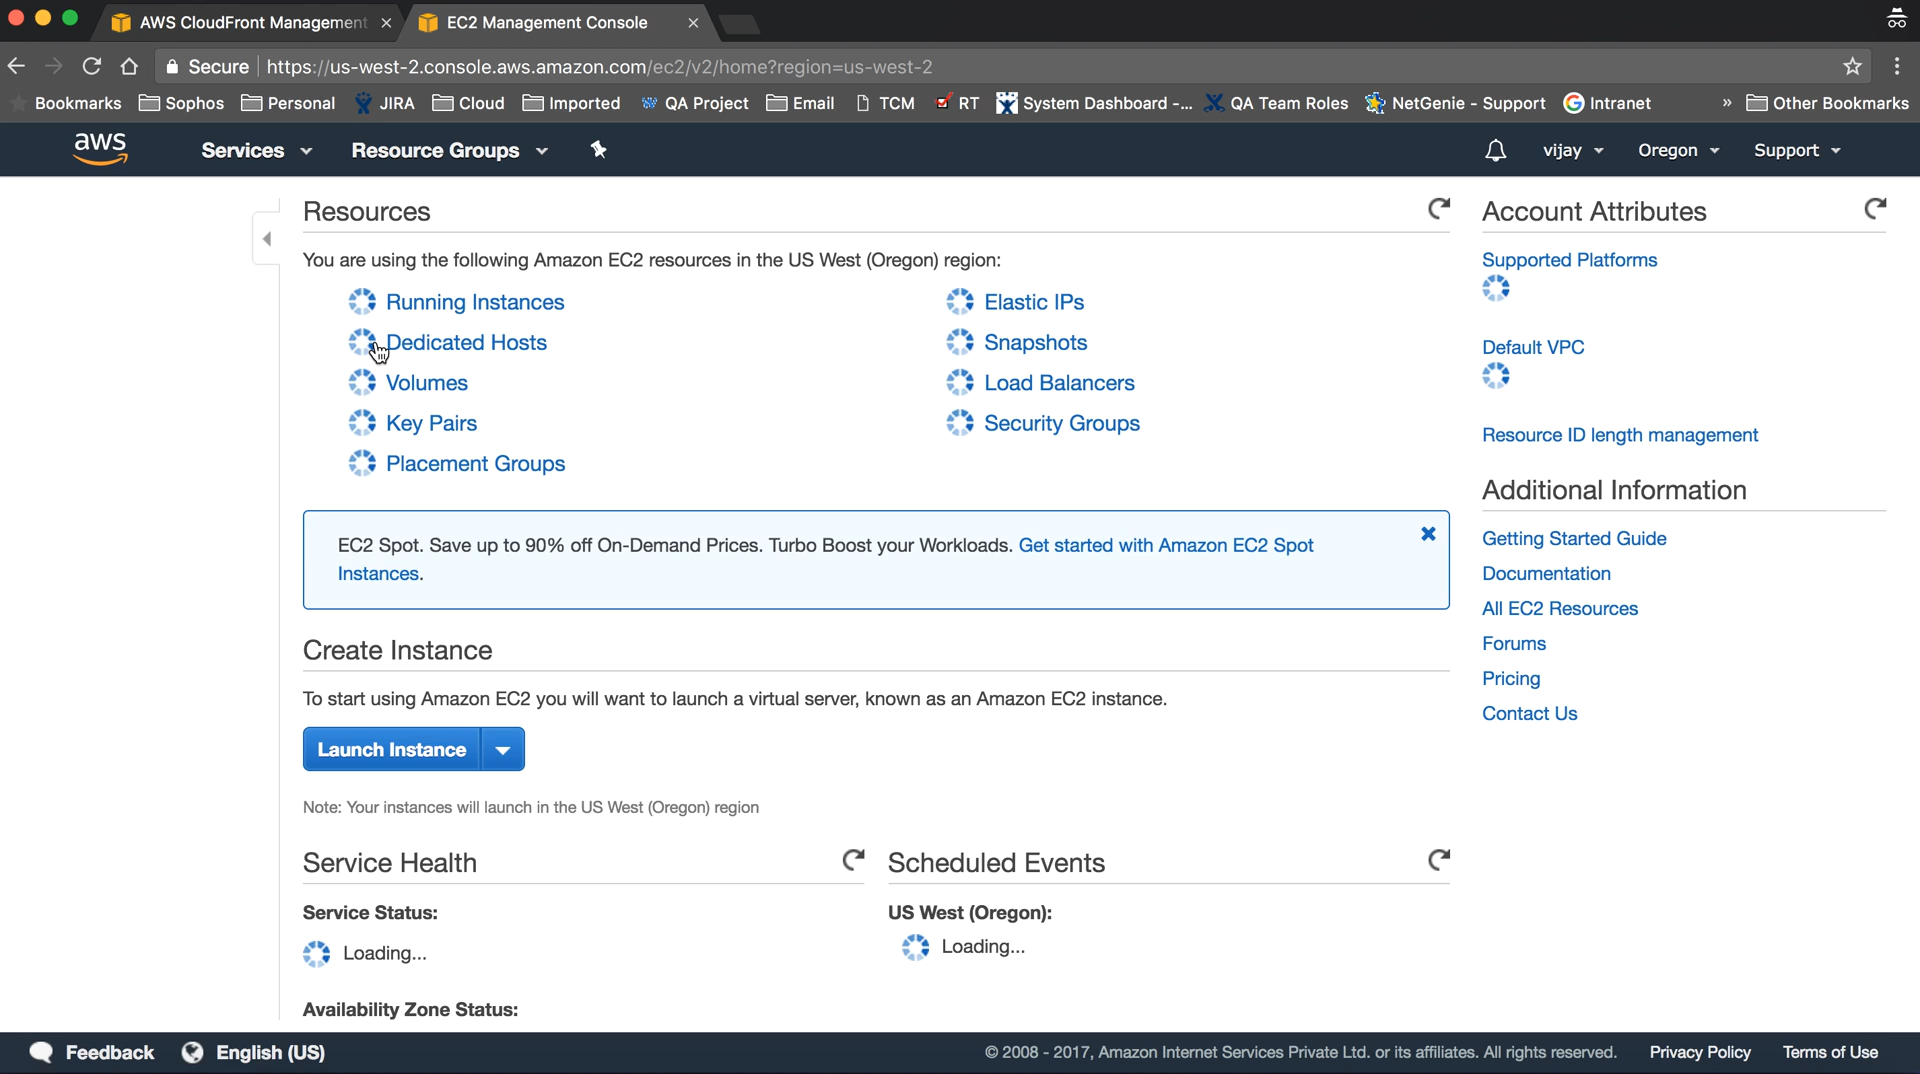 AWS CloudFront Management
EC2 Management Console
Secure https://us-west-2.console.aws.amazon.com/ec2/v2/home?region=us-west-2
Bookmarks Sophos Personal JIRA Cloud Imported QA Project Email TCM RT System Dashboard -... QA Team Roles NetGenie - Support Intranet » Other Bookmarks
aws Services Resource Groups vijay Oregon Support
Resources
You are using the following Amazon EC2 resources in the US West (Oregon) region:
Running Instances
Elastic IPs
Dedicated Hosts
Snapshots
Volumes
Load Balancers
Key Pairs
Security Groups
Placement Groups
EC2 Spot. Save up to 90% off On-Demand Prices. Turbo Boost your Workloads. Get started with Amazon EC2 Spot
Instances.
Create Instance
To start using Amazon EC2 you will want to launch a virtual server, known as an Amazon EC2 instance.
Launch Instance
Note: Your instances will launch in the US West (Oregon) region
Service Health
Service Status:
Loading...
Availability Zone Status:
Scheduled Events
US West (Oregon):
Loading...
Account Attributes
Supported Platforms
Default VPC
Resource ID length management
Additional Information
Getting Started Guide
Documentation
All EC2 Resources
Forums
Pricing
Contact Us
Feedback English (US) © 2008 - 2017, Amazon Internet Services Private Ltd. or its affiliates. All rights reserved. Privacy Policy Terms of Use